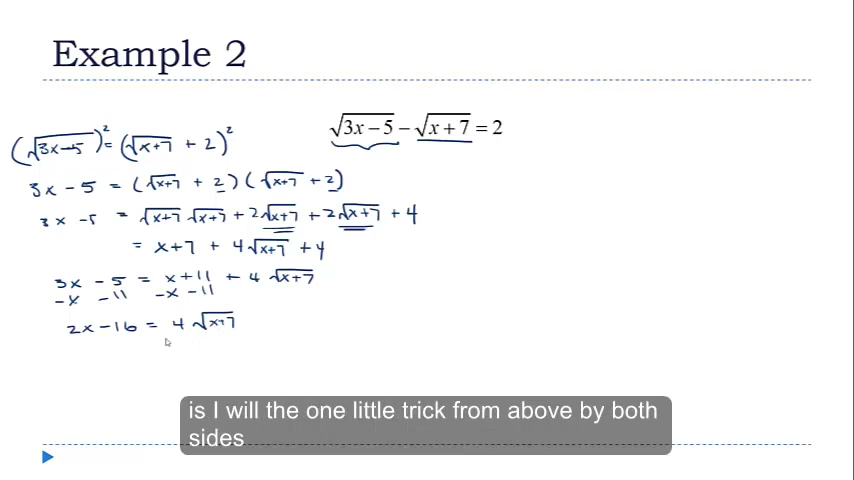 Example 2
√3x − 5 − √x + 7 = 2
(√3x−5)² = (√x+7 + 2)²
3x − 5 = (√x+7 + 2)(√x+7 + 2)
3x − 5 = √x+7 √x+7 + 2√x+7 + 2√x+7 + 4
= x+7 + 4√x+7 + 4
3x − 5 = x+11 + 4√x+7
−x −11 −x −11
2x −16 = 4√x+7
is I will the one little trick from above by both
sides